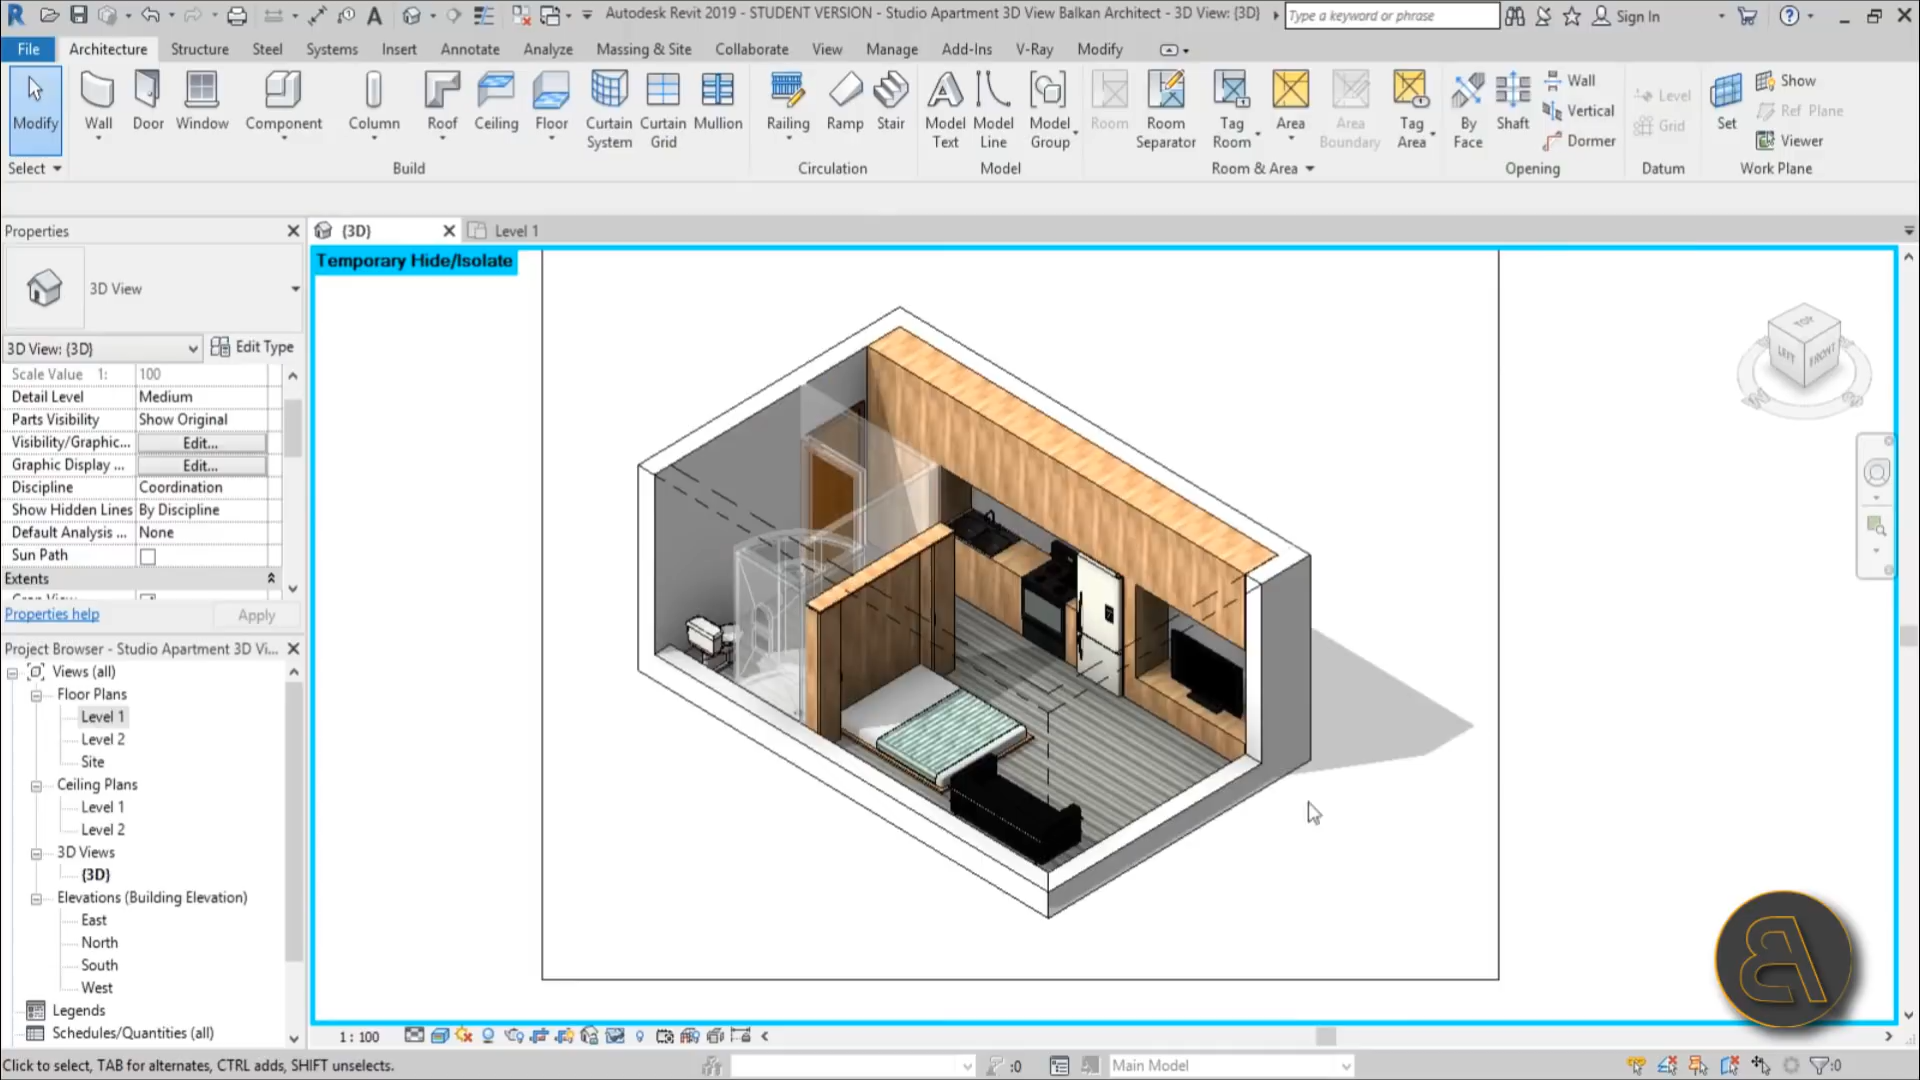 Autodesk Revit 2019 - STUDENT VERSION - Studio Apartment 3D View Balkan Architect - 3D View: {3D}
Type a keyword or phrase
Sign In
File Architecture Structure Steel Systems Insert Annotate Analyze Massing & Site Collaborate View Manage Add-Ins V-Ray Modify
Modify
Wall
Door
Window
Component
Column
Roof
Ceiling
Floor
Curtain System
Curtain Grid
Mullion
Railing
Ramp
Stair
Model Text
Model Line
Model Group
Room
Room Separator
Tag Room
Area
Area Boundary
Tag Area
By Face
Shaft
Wall
Vertical
Dormer
Level
Grid
Set
Show
Ref Plane
Viewer
Select Build Circulation Model Room & Area Opening Datum Work Plane
Properties
{3D} Level 1
3D View
3D View: {3D} Edit Type
Scale Value 1: 100
Detail Level Medium
Parts Visibility Show Original
Visibility/Graphic... Edit...
Graphic Display ... Edit...
Discipline Coordination
Show Hidden Lines By Discipline
Default Analysis ... None
Sun Path
Extents
Properties help Apply
Project Browser - Studio Apartment 3D Vi...
Views (all)
Floor Plans
Level 1
Level 2
Site
Ceiling Plans
Level 1
Level 2
3D Views
{3D}
Elevations (Building Elevation)
East
North
South
West
Legends
Schedules/Quantities (all)
Temporary Hide/Isolate
TOP
LEFT FRONT
1 : 100
Click to select, TAB for alternates, CTRL adds, SHIFT unselects.
:0
Main Model
:0